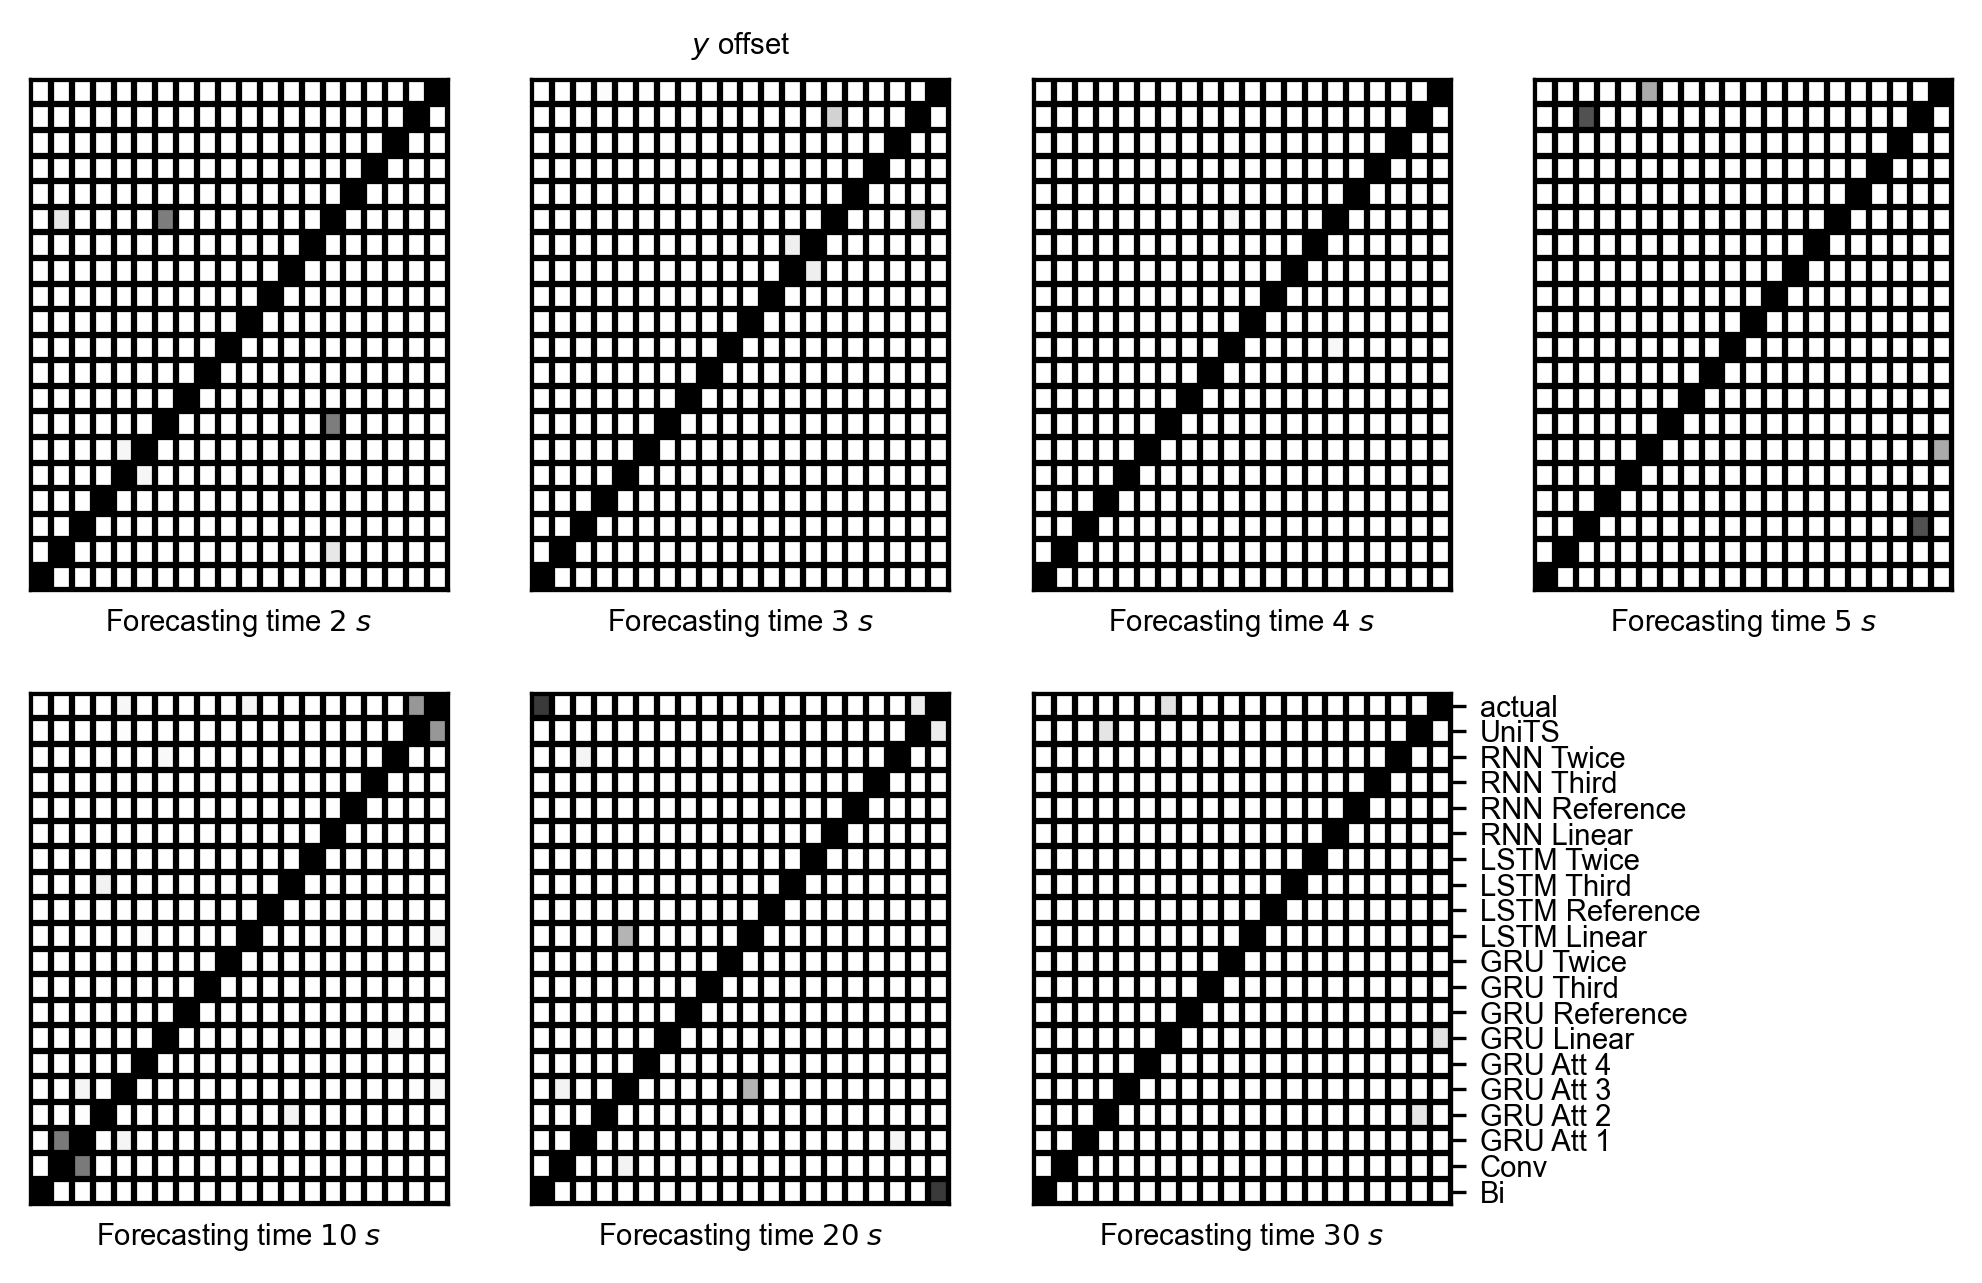 y offset
Forecasting time 2 s
Forecasting time 3 s
Forecasting time 4 s
Forecasting time 5 s
actual
UniTS
RNN Twice
RNN Third
RNN Reference
RNN Linear
LSTM Twice
LSTM Third
LSTM Reference
LSTM Linear
GRU Twice
GRU Third
GRU Reference
GRU Linear
GRU Att 4
GRU Att 3
GRU Att 2
GRU Att 1
Conv
Bi
Forecasting time 10 s
Forecasting time 20 s
Forecasting time 30 s